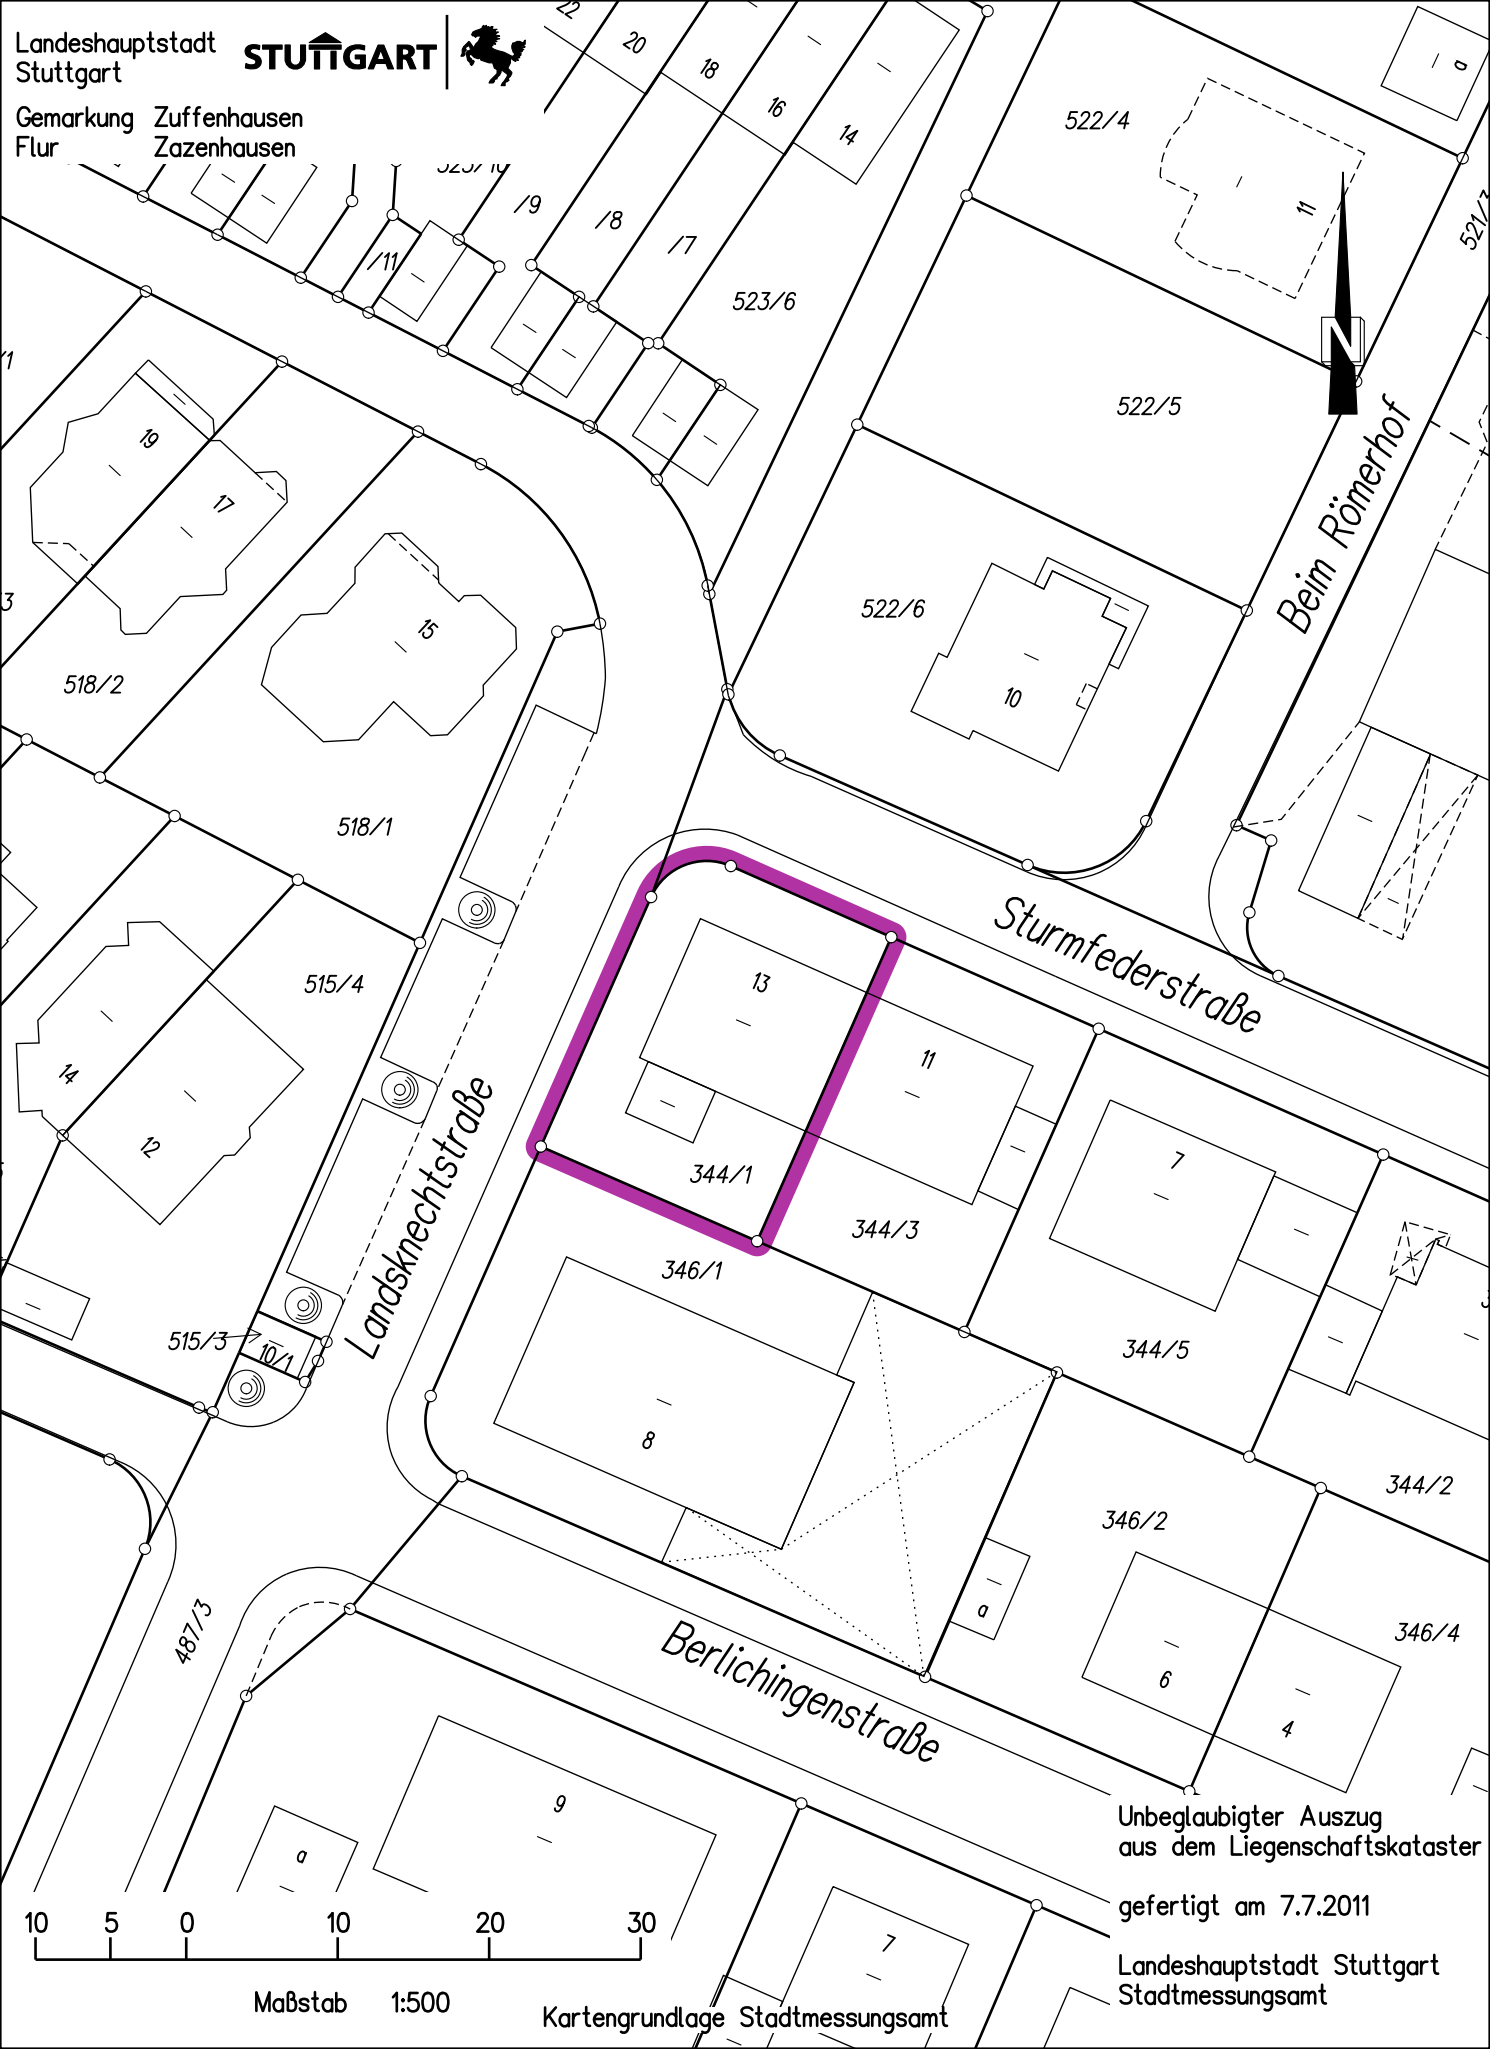 Landeshauptstadt
Stuttgart
STUTTGART
Gemarkung Zuffenhausen
Flur Zazenhausen
22
20
18
16
14
522/4
11
a
/9
/8
/7
/11
523/6
522/5
Beim Römerhof
19
17
15
518/2
522/6
10
518/1
515/4
13
Sturmfederstraße
14
12
11
7
Landsknechtstraße
344/1
344/3
346/1
515/3
10/1
344/5
8
344/2
346/2
a
487/3
346/4
6
4
Berlichingenstraße
9
a
7
Unbeglaubigter Auszug
aus dem Liegenschaftskataster
gefertigt am 7.7.2011
Landeshauptstadt Stuttgart
Stadtmessungsamt
10 5 0 10 20 30
Maßstab 1:500
Kartengrundlage Stadtmessungsamt
N